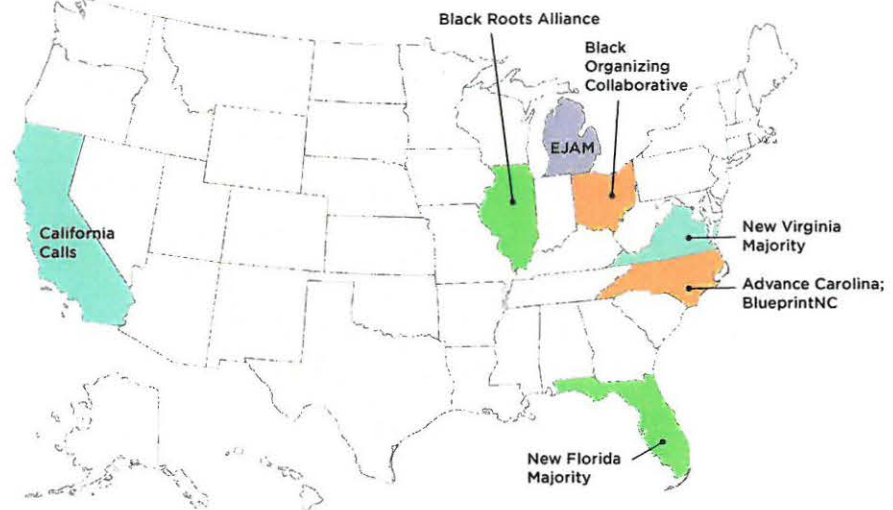 Black Roots Alliance
Black
Organizing
Collaborative
EJAM
California
Calls
New Virginia
Majority
Advance Carolina;
BlueprintNC
New Florida
Majority